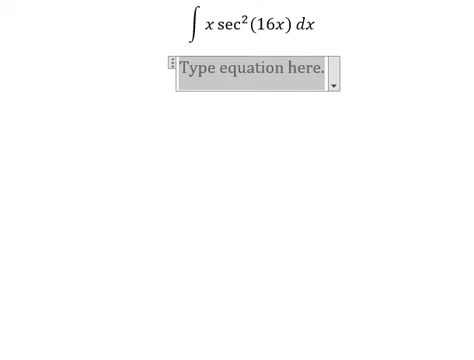 ∫ x sec²(16x) dx
Type equation here.